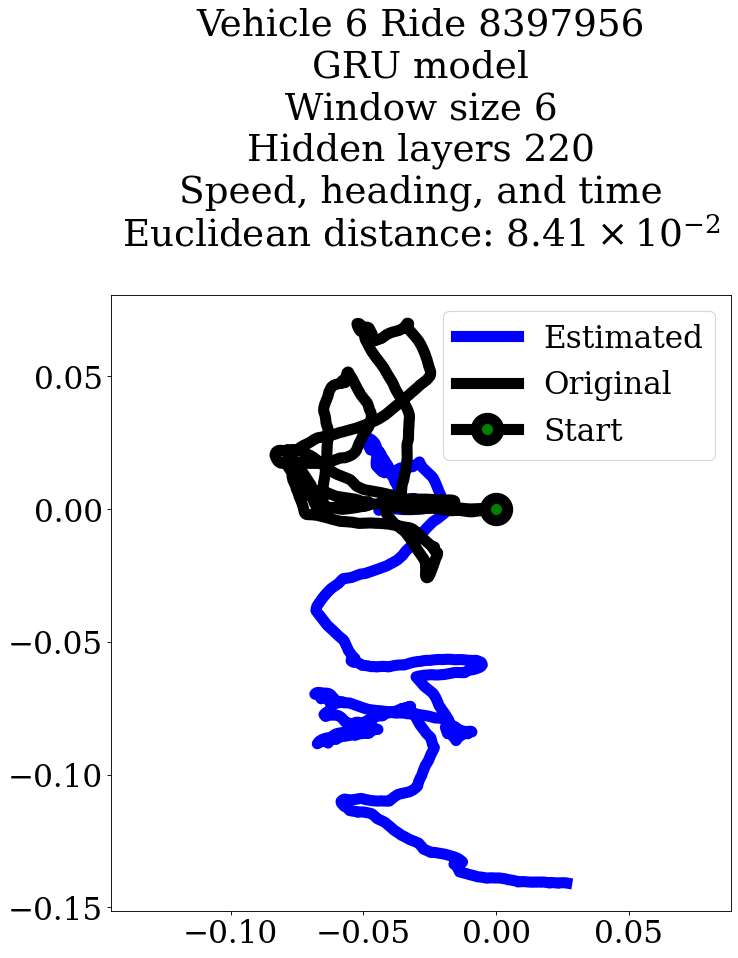 Vehicle 6 Ride 8397956
GRU model
Window size 6
Hidden layers 220
Speed, heading, and time
Euclidean distance: 8.41 × 10⁻²
Estimated
Original
Start
0.05
0.00
−0.05
−0.10
−0.15
−0.10 −0.05 0.00 0.05